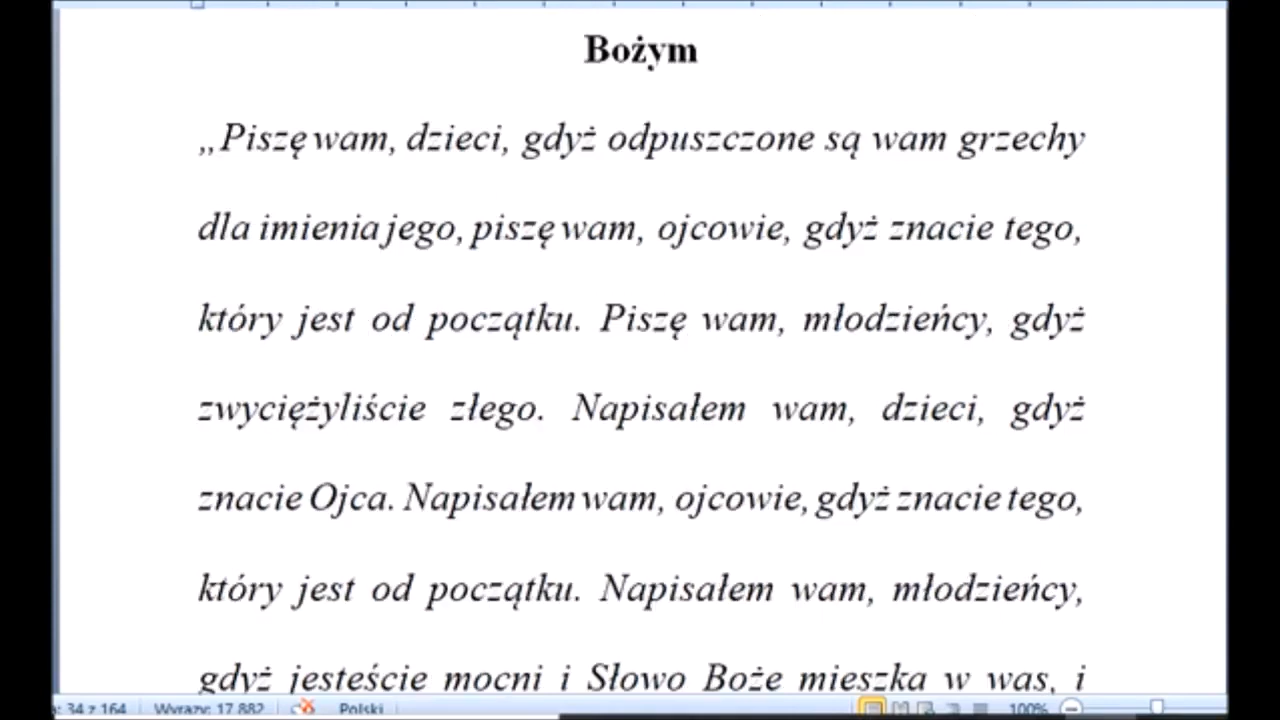 Bożym
„Piszę wam, dzieci, gdyż odpuszczone są wam grzechy
dla imienia jego, piszę wam, ojcowie, gdyż znacie tego,
który jest od początku. Piszę wam, młodzieńcy, gdyż
zwyciężyliście złego. Napisałem wam, dzieci, gdyż
znacie Ojca. Napisałem wam, ojcowie, gdyż znacie tego,
który jest od początku. Napisałem wam, młodzieńcy,
gdyż jesteście mocni i Słowo Boże mieszka w was, i
: 34 z 164 Wyrazy: 17 882 Polski 100%